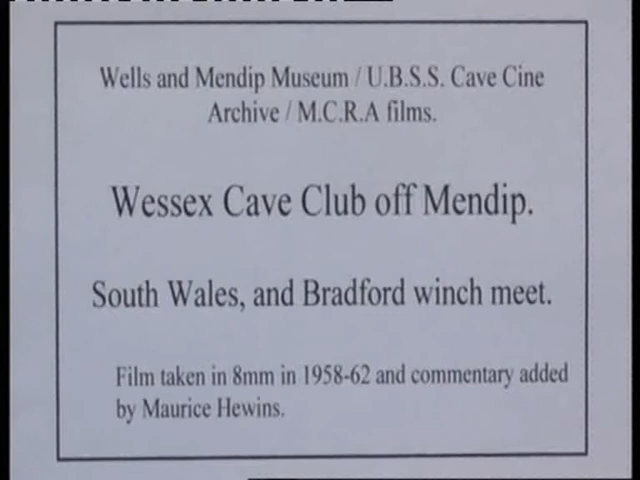 Wells and Mendip Museum / U.B.S.S. Cave Cine
Archive / M.C.R.A films.
Wessex Cave Club off Mendip.
South Wales, and Bradford winch meet.
Film taken in 8mm in 1958-62 and commentary added
by Maurice Hewins.